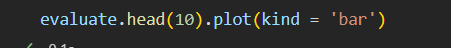 evaluate.head(10).plot(kind = 'bar')